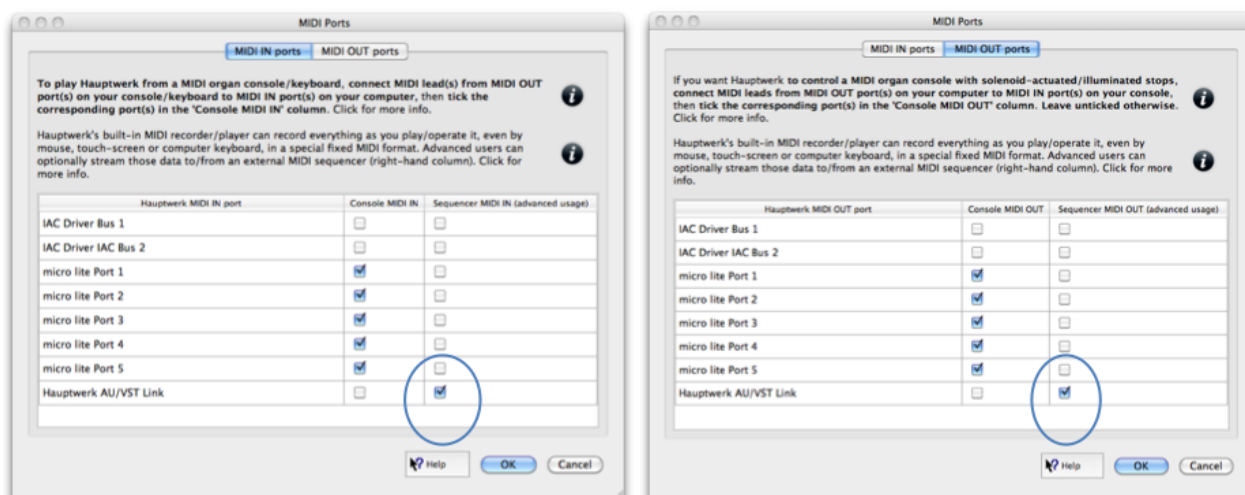 MIDI Ports
MIDI IN ports MIDI OUT ports
To play Hauptwerk from a MIDI organ console/keyboard, connect MIDI lead(s) from MIDI OUT
port(s) on your console/keyboard to MIDI IN port(s) on your computer, then tick the
corresponding port(s) in the 'Console MIDI IN' column. Click for more info.
Hauptwerk's built-in MIDI recorder/player can record everything as you play/operate it, even by
mouse, touch-screen or computer keyboard, in a special fixed MIDI format. Advanced users can
optionally stream those data to/from an external MIDI sequencer (right-hand column). Click for
more info.
Hauptwerk MIDI IN port Console MIDI IN Sequencer MIDI IN (advanced usage)
IAC Driver Bus 1
IAC Driver IAC Bus 2
micro lite Port 1
micro lite Port 2
micro lite Port 3
micro lite Port 4
micro lite Port 5
Hauptwerk AU/VST Link
Help OK Cancel
MIDI Ports
MIDI IN ports MIDI OUT ports
If you want Hauptwerk to control a MIDI organ console with solenoid-actuated/illuminated stops,
connect MIDI leads from MIDI OUT port(s) on your computer to MIDI IN port(s) on your console,
then tick the corresponding port(s) in the 'Console MIDI OUT' column. Leave unticked otherwise.
Click for more info.
Hauptwerk's built-in MIDI recorder/player can record everything as you play/operate it, even by
mouse, touch-screen or computer keyboard, in a special fixed MIDI format. Advanced users can
optionally stream those data to/from an external MIDI sequencer (right-hand column). Click for more
info.
Hauptwerk MIDI OUT port Console MIDI OUT Sequencer MIDI OUT (advanced usage)
IAC Driver Bus 1
IAC Driver IAC Bus 2
micro lite Port 1
micro lite Port 2
micro lite Port 3
micro lite Port 4
micro lite Port 5
Hauptwerk AU/VST Link
Help OK Cancel